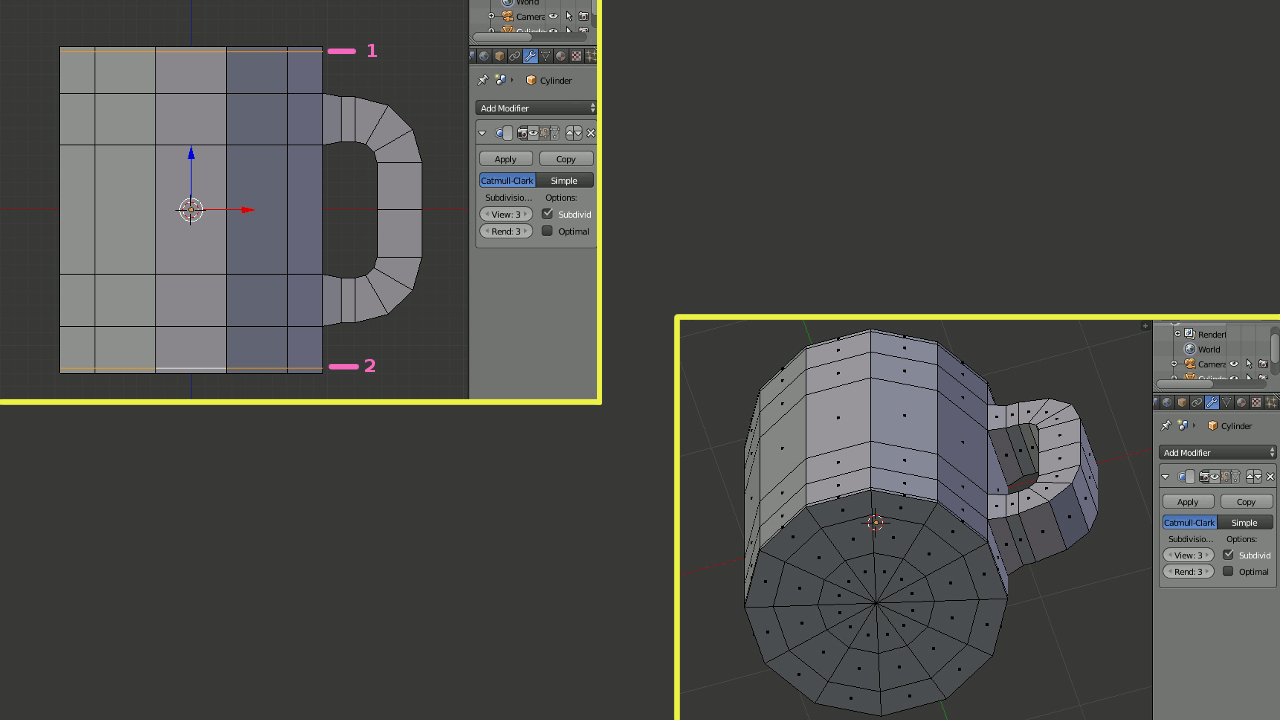 World
Camera
1
Cylinder
Add Modifier
Apply Copy
Catmull-Clark Simple
Subdivisio... Options:
View: 3 Subdivid
Rend: 3 Optimal
2
Renderl
World
Camera
Cylinder
Add Modifier
Apply Copy
Catmull-Clark Simple
Subdivisio... Options:
View: 3 Subdivid
Rend: 3 Optimal